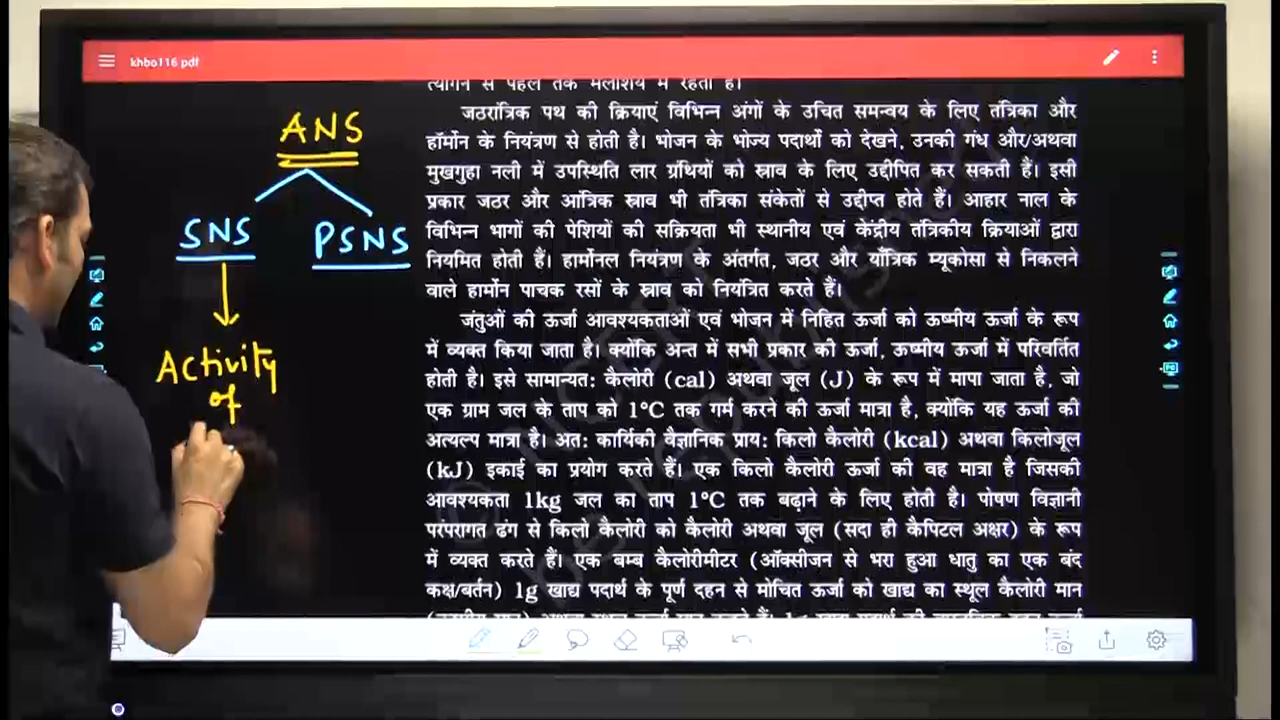 khbo116 pdf
ANS
SNS
PSNS
Activity
of
त्यागने से पहले तक मलाशय में रहता है।
जठरांत्रिक पथ की क्रियाएं विभिन्न अंगों के उचित समन्वय के लिए तंत्रिका और
हॉर्मोन के नियंत्रण से होती है। भोजन के भोज्य पदार्थों को देखने, उनकी गंध और/अथवा
मुखगुहा नली में उपस्थिति लार ग्रंथियों को स्राव के लिए उद्दीपित कर सकती हैं। इसी
प्रकार जठर और आंत्रिक स्राव भी तंत्रिका संकेतों से उद्दीप्त होते हैं। आहार नाल के
विभिन्न भागों की पेशियों की सक्रियता भी स्थानीय एवं केंद्रीय तंत्रिकीय क्रियाओं द्वारा
नियमित होती हैं। हार्मोनल नियंत्रण के अंतर्गत, जठर और याँत्रिक म्यूकोसा से निकलने
वाले हार्मोन पाचक रसों के स्राव को नियंत्रित करते हैं।
जंतुओं की ऊर्जा आवश्यकताओं एवं भोजन में निहित ऊर्जा को ऊष्मीय ऊर्जा के रूप
में व्यक्त किया जाता है। क्योंकि अन्त में सभी प्रकार की ऊर्जा, ऊष्मीय ऊर्जा में परिवर्तित
होती है। इसे सामान्यत: कैलोरी (cal) अथवा जूल (J) के रूप में मापा जाता है, जो
एक ग्राम जल के ताप को 1°C तक गर्म करने की ऊर्जा मात्रा है, क्योंकि यह ऊर्जा की
अत्यल्प मात्रा है। अत: कार्यिकी वैज्ञानिक प्राय: किलो कैलोरी (kcal) अथवा किलोजूल
(kJ) इकाई का प्रयोग करते हैं। एक किलो कैलोरी ऊर्जा की वह मात्रा है जिसकी
आवश्यकता 1kg जल का ताप 1°C तक बढ़ाने के लिए होती है। पोषण विज्ञानी
परंपरागत ढंग से किलो कैलोरी को कैलोरी अथवा जूल (सदा ही कैपिटल अक्षर) के रूप
में व्यक्त करते हैं। एक बम्ब कैलोरीमीटर (ऑक्सीजन से भरा हुआ धातु का एक बंद
कक्ष/बर्तन) 1g खाद्य पदार्थ के पूर्ण दहन से मोचित ऊर्जा को खाद्य का स्थूल कैलोरी मान